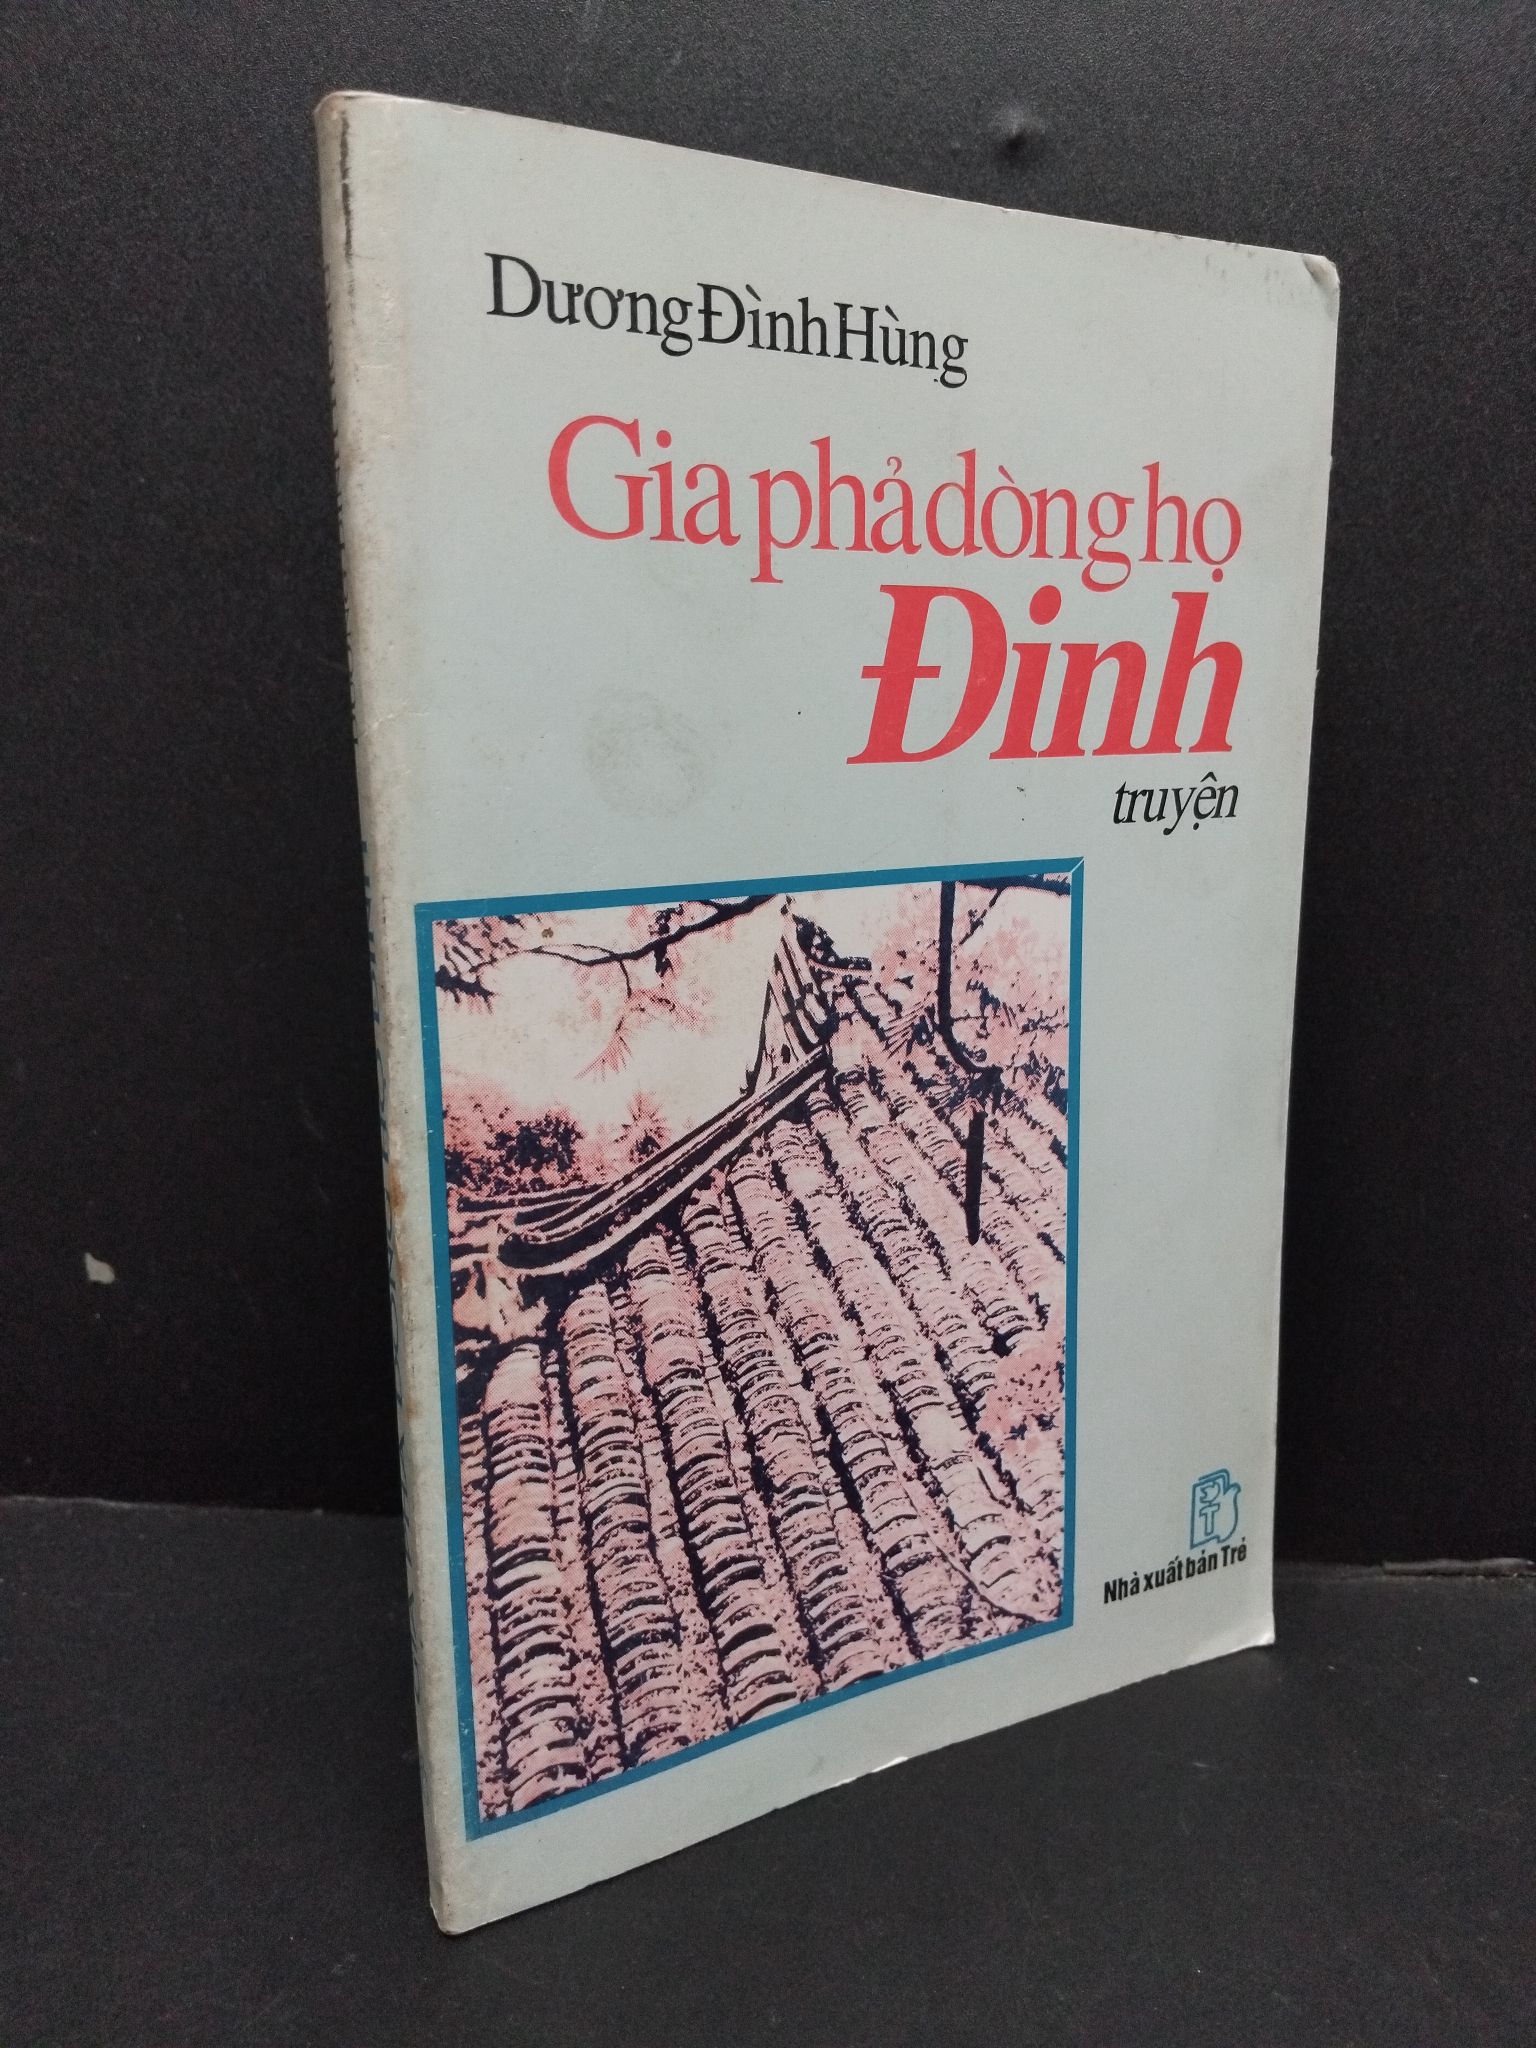 Dương Đình Hùng
Gia phả dòng họ
Đinh
truyện
T
Nhà xuất bản Trẻ